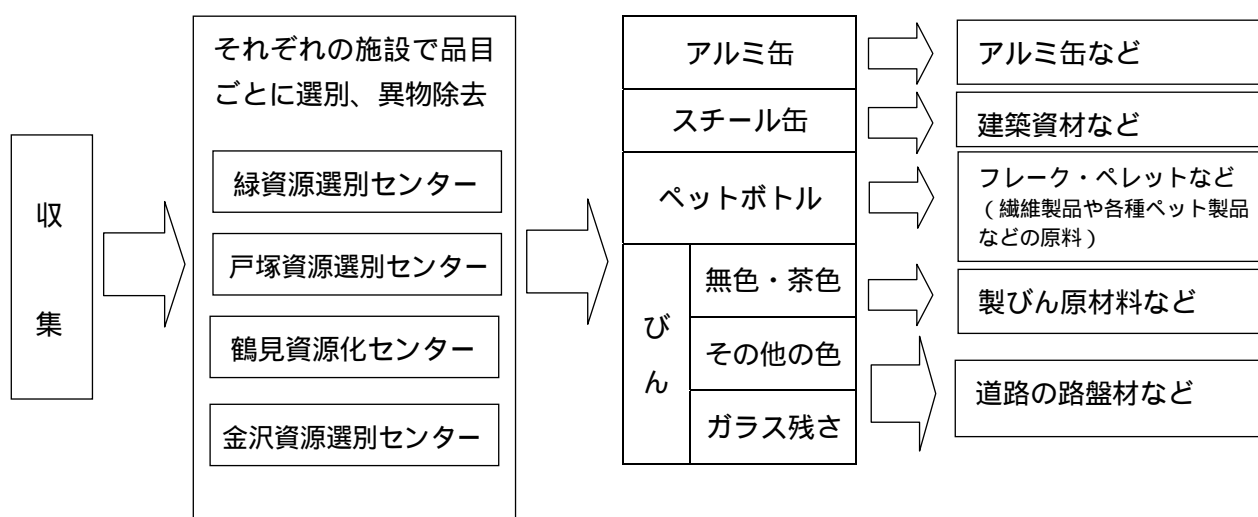 収
集
それぞれの施設で品目
ごとに選別、異物除去
緑資源選別センター
戸塚資源選別センター
鶴見資源化センター
金沢資源選別センター
アルミ缶
スチール缶
ペットボトル
びん
無色・茶色
その他の色
ガラス残さ
アルミ缶など
建築資材など
フレーク・ペレットなど
(繊維製品や各種ペット製品
などの原料)
製びん原材料など
道路の路盤材など